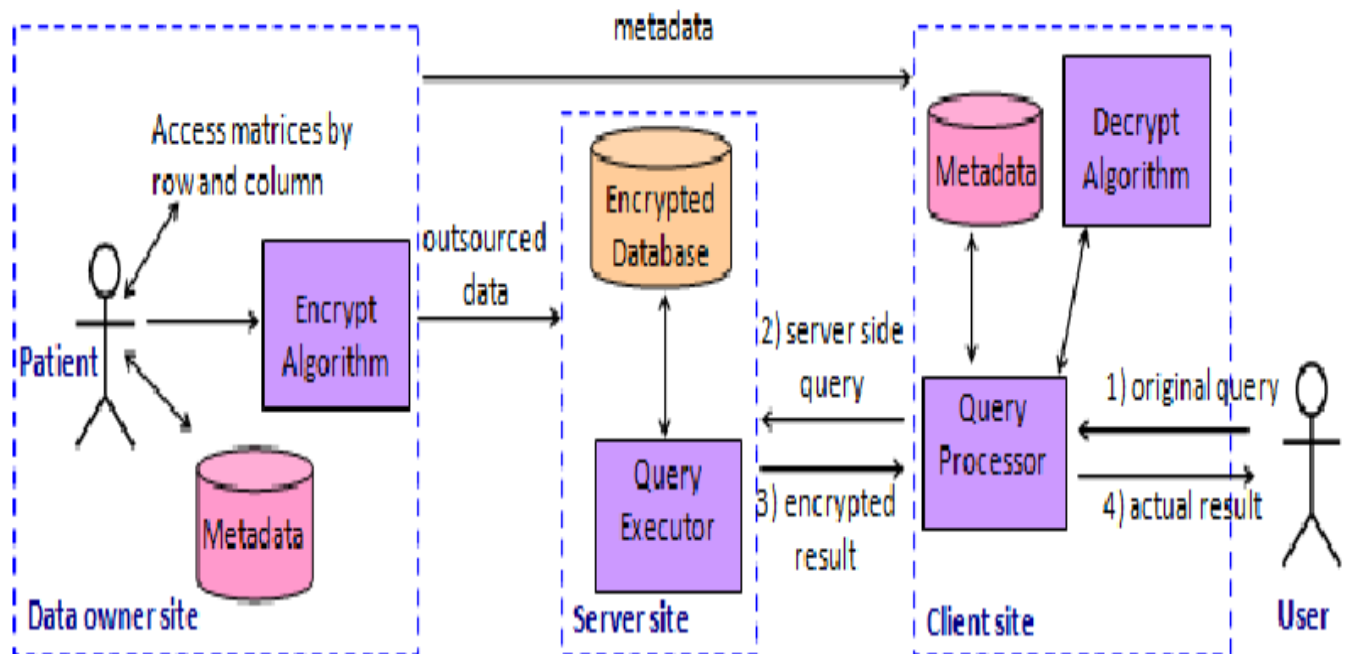 metadata
Access matrices by
row and column
Patient
Encrypt
Algorithm
Metadata
Data owner site
outsourced
data
Encrypted
Database
Query
Executor
Server site
2) server side
query
3) encrypted
result
Metadata
Decrypt
Algorithm
Query
Processor
Client site
1) original query
4) actual result
User